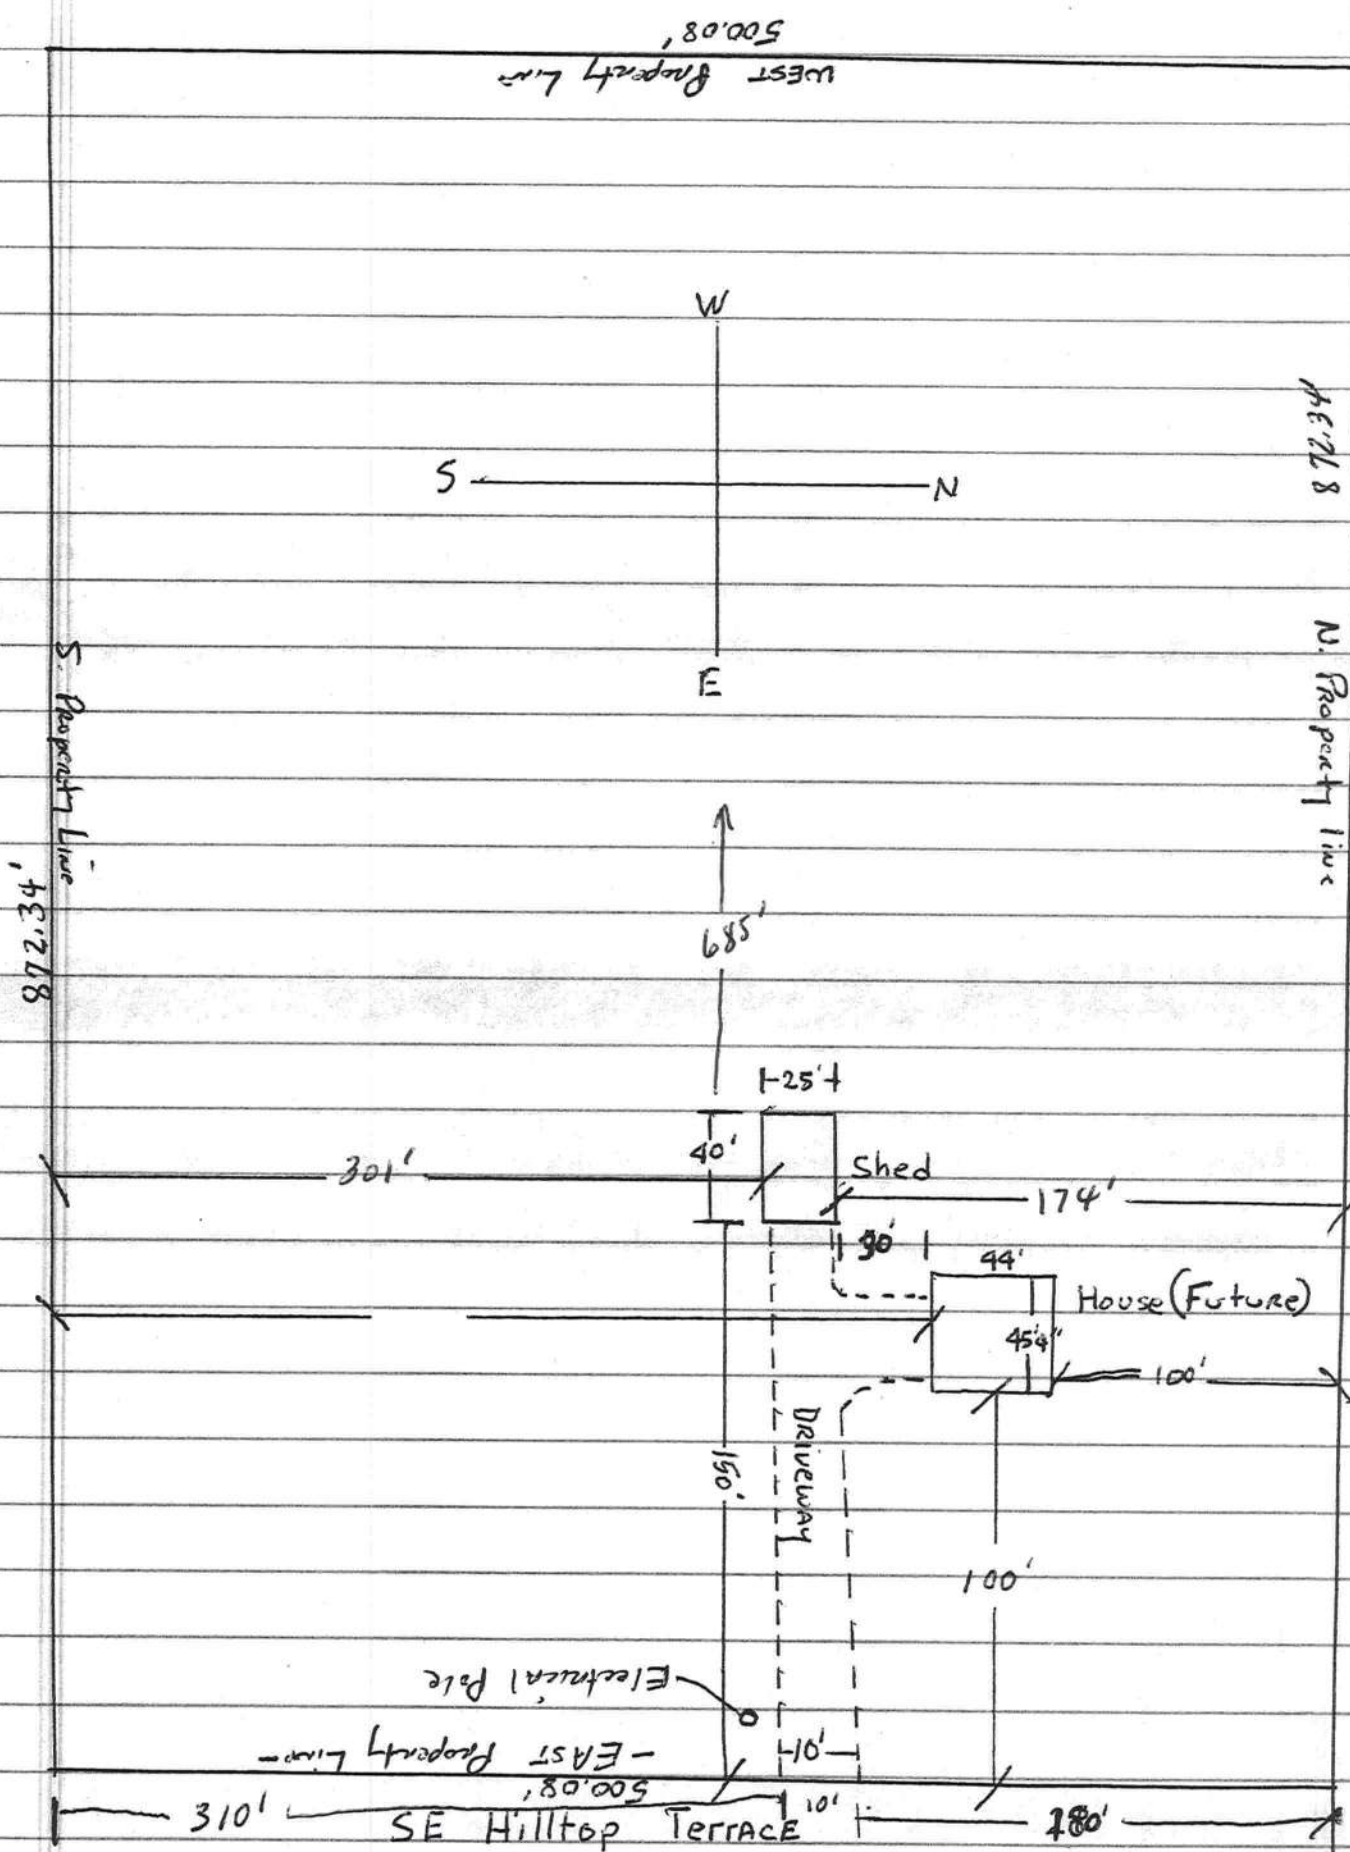 500.08'
WEST Property Line
W
S
N
E
872.34
N. Property line
S. Property Line
872.34'
685'
25'
40'
301'
Shed
174'
30'
44'
House (Future)
45'4"
100'
DRIVEWAY
150'
100'
Electrical Pole
- EAST Property Line -
500.08'
10'
310'
10'
180'
SE Hilltop Terrace